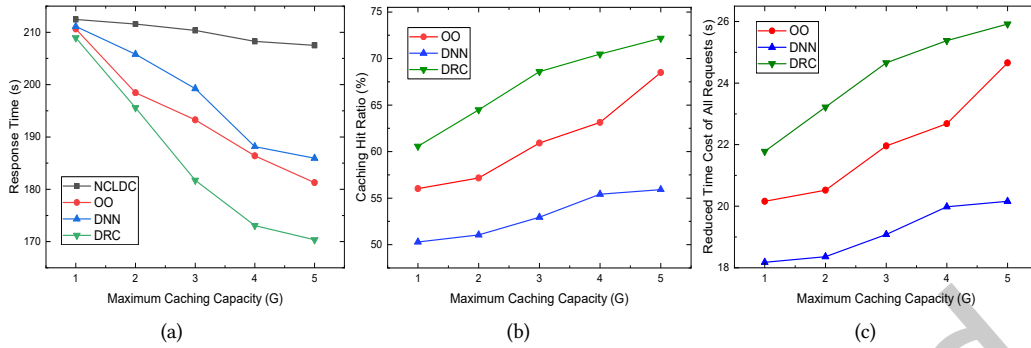 210
200
190
180
170
Response Time (s)
NCLDC
OO
DNN
DRC
1 2 3 4 5
Maximum Caching Capacity (G)
(a)
70
65
60
55
50
Caching Hit Ratio (%)
OO
DNN
DRC
1 2 3 4 5
Maximum Caching Capacity (G)
(b)
26
24
22
20
18
Reduced Time Cost of All Requests (s)
OO
DNN
DRC
1 2 3 4 5
Maximum Caching Capacity (G)
(c)